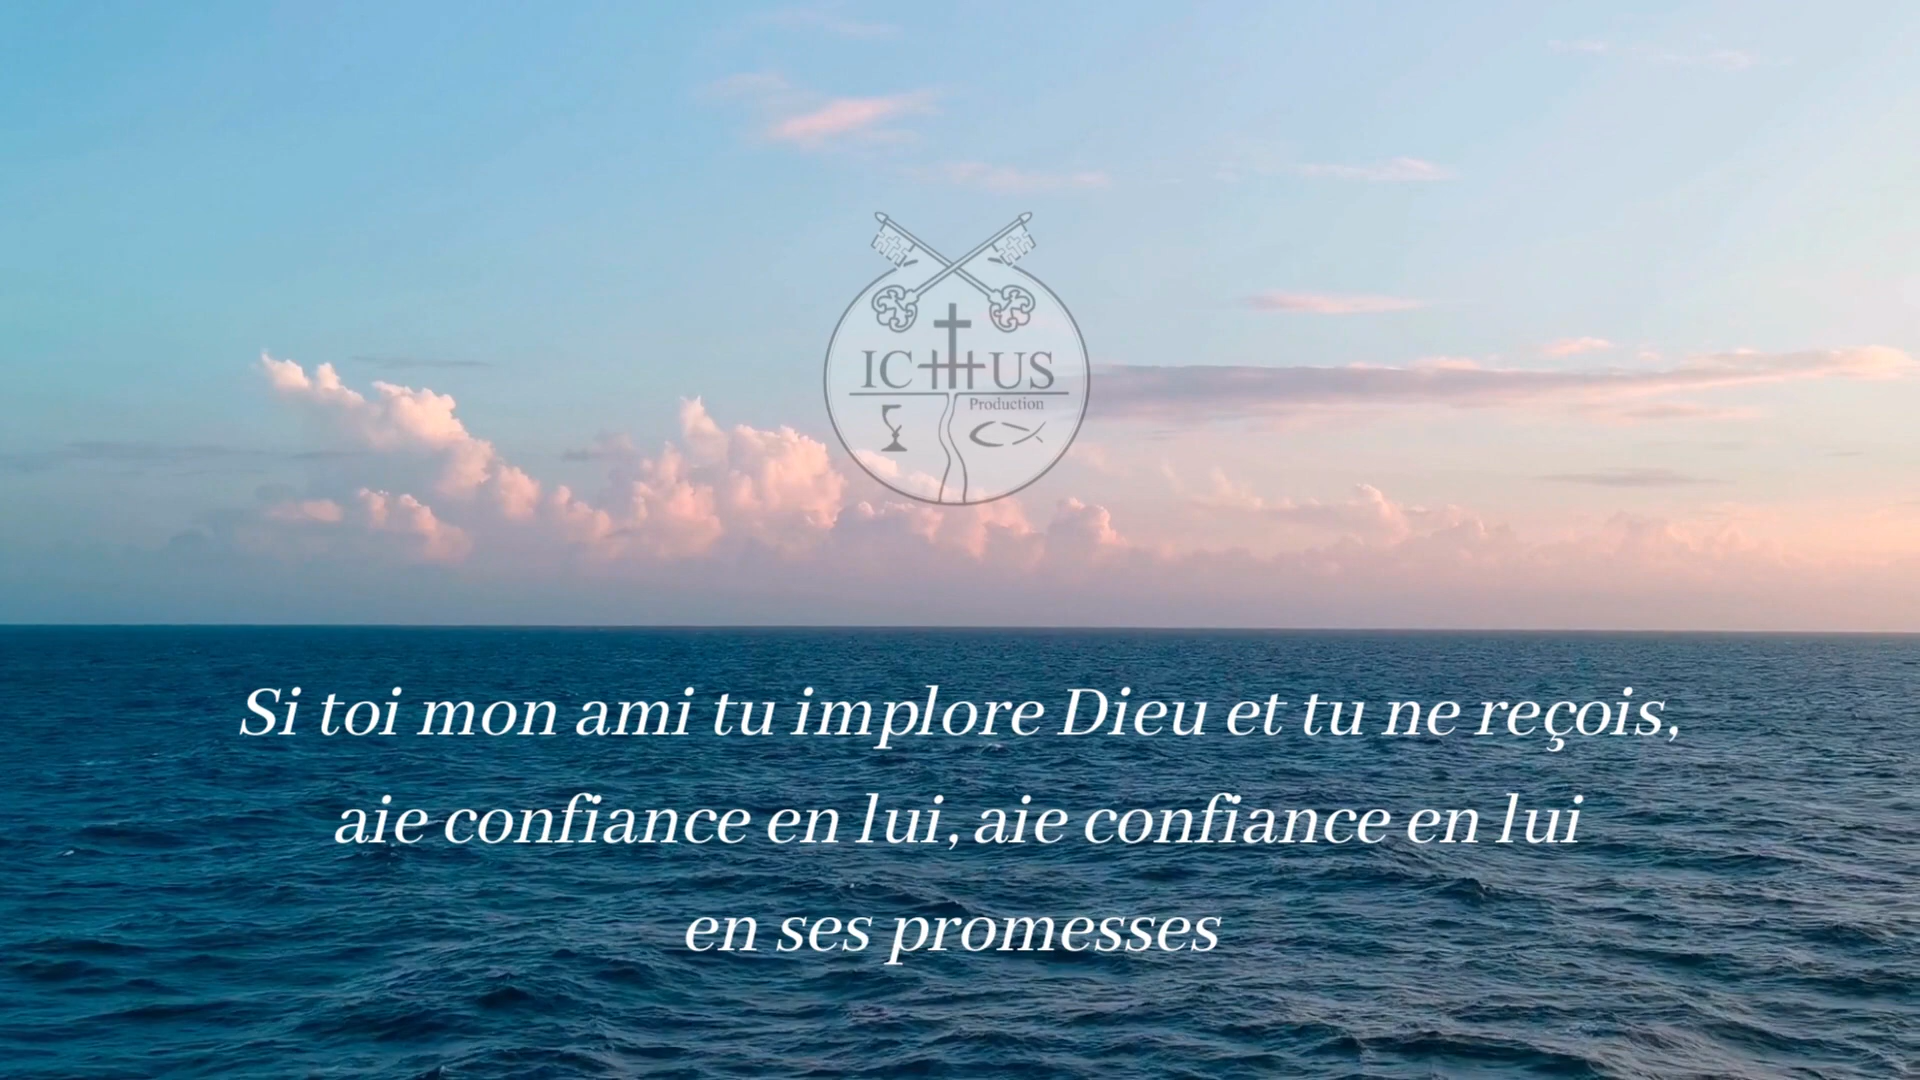 ICHTHUS
Production
Si toi mon ami tu implore Dieu et tu ne reçois,
aie confiance en lui, aie confiance en lui
en ses promesses